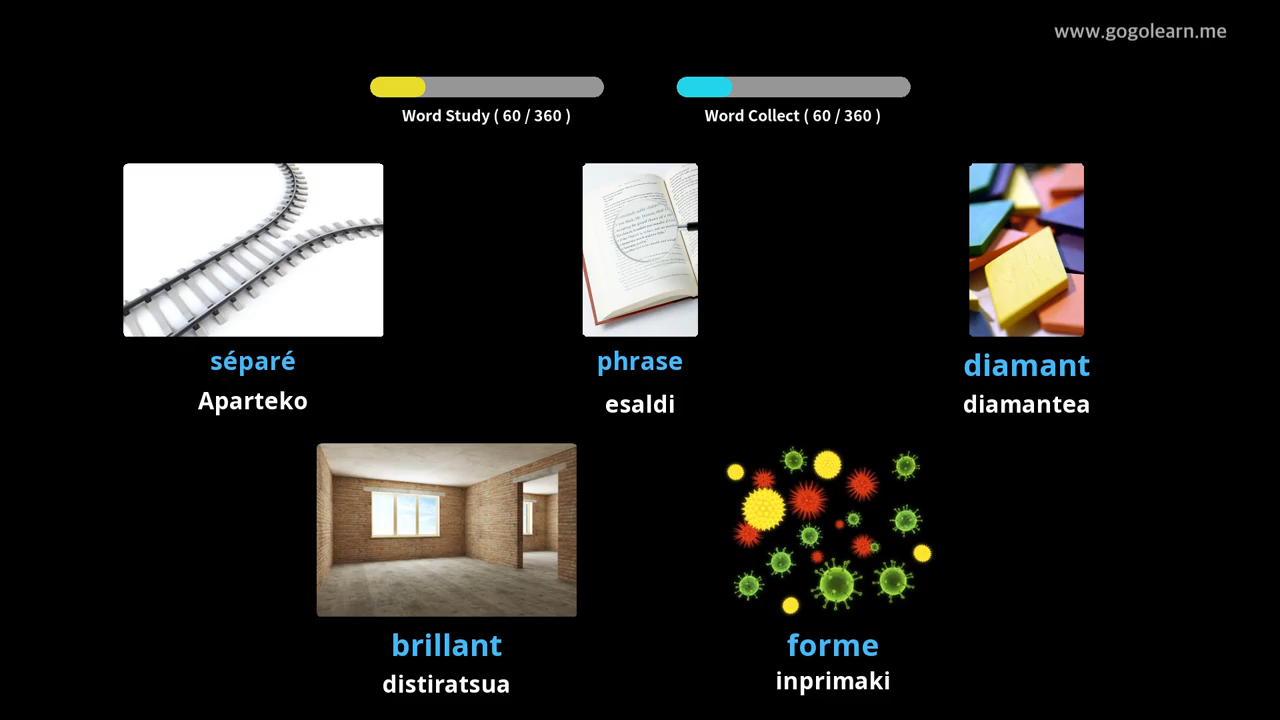 www.gogolearn.me
Word Study ( 60 / 360 )
Word Collect ( 60 / 360 )
séparé
Aparteko
phrase
esaldi
diamant
diamantea
brillant
distiratsua
forme
inprimaki